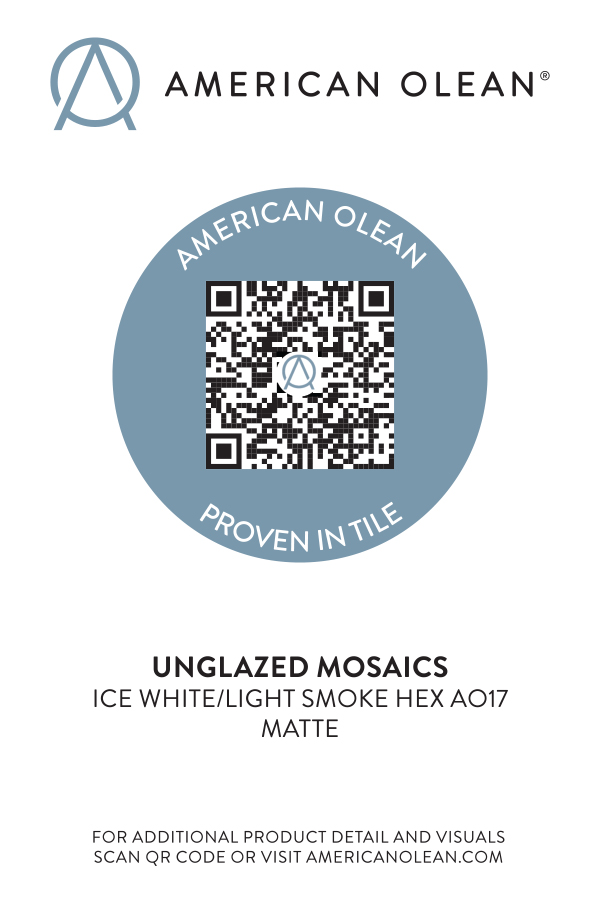 AMERICAN OLEAN®
AMERICAN OLEAN
PROVEN IN TILE
UNGLAZED MOSAICS
ICE WHITE/LIGHT SMOKE HEX AO17
MATTE
FOR ADDITIONAL PRODUCT DETAIL AND VISUALS
SCAN QR CODE OR VISIT AMERICANOLEAN.COM